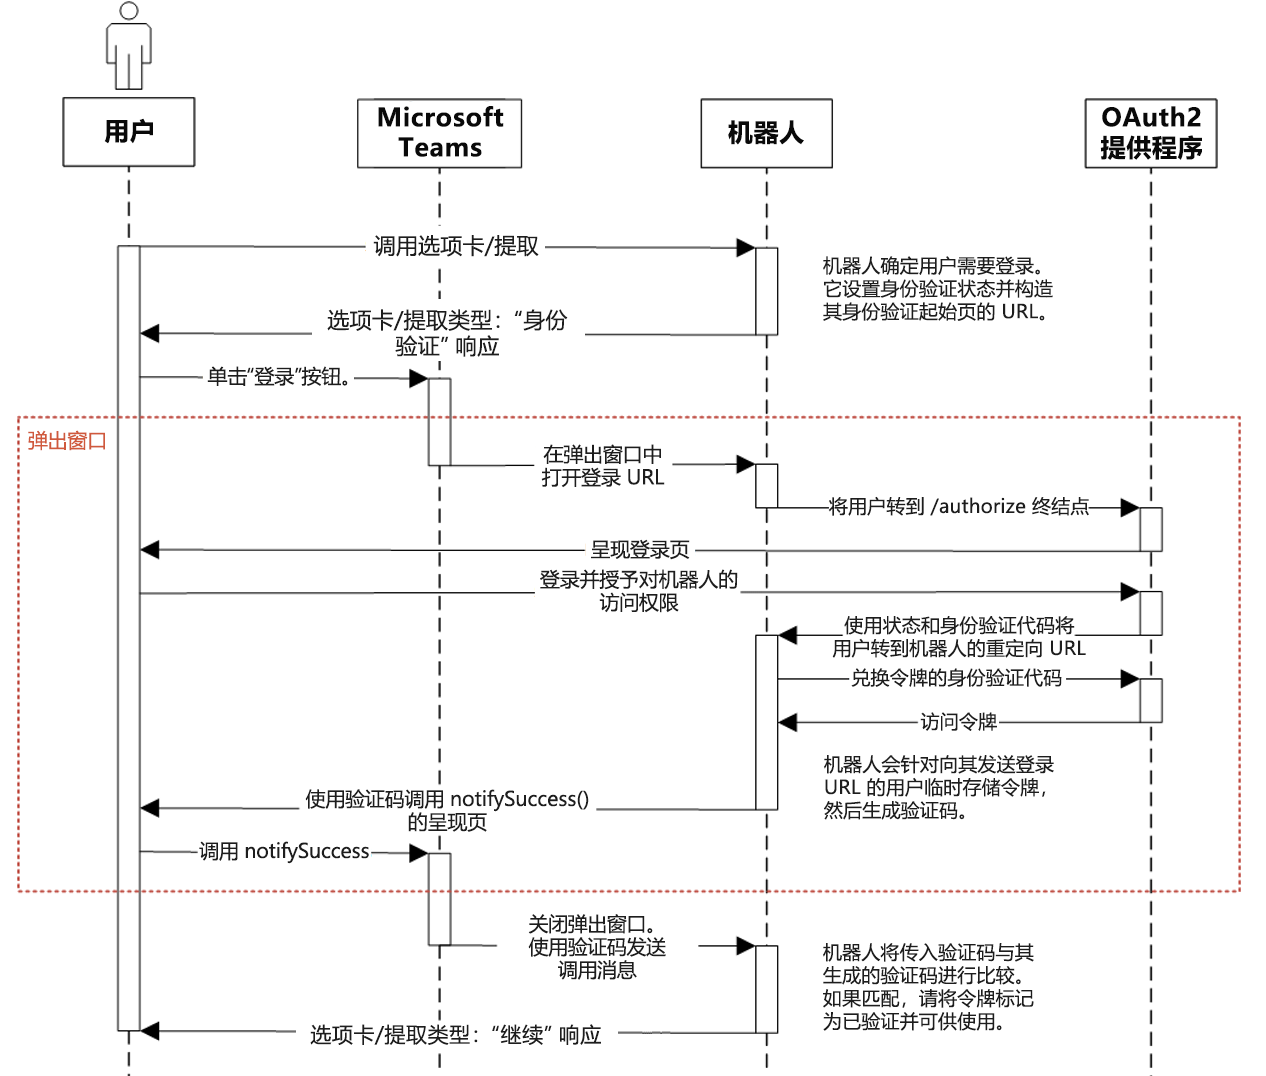 用户
Microsoft
Teams
机器人
OAuth2
提供程序
调用选项卡/提取
机器人确定用户需要登录。
它设置身份验证状态并构造
其身份验证起始页的 URL。
选项卡/提取类型：“身份
验证” 响应
单击“登录”按钮。
弹出窗口
在弹出窗口中
打开登录 URL
将用户转到 /authorize 终结点
呈现登录页
登录并授予对机器人的
访问权限
使用状态和身份验证代码将
用户转到机器人的重定向 URL
兑换令牌的身份验证代码
访问令牌
机器人会针对向其发送登录
URL 的用户临时存储令牌，
然后生成验证码。
使用验证码调用 notifySuccess()
的呈现页
调用 notifySuccess
关闭弹出窗口。
使用验证码发送
调用消息
机器人将传入验证码与其
生成的验证码进行比较。
如果匹配，请将令牌标记
为已验证并可供使用。
选项卡/提取类型：“继续” 响应